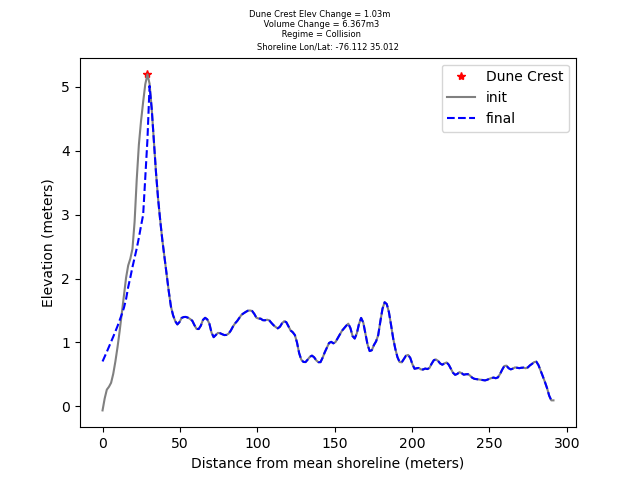 Dune Crest Elev Change = 1.03m
Volume Change = 6.367m3
Regime = Collision
Shoreline Lon/Lat: -76.112 35.012
Dune Crest
init
final
5
4
3
2
1
0
Elevation (meters)
0 50 100 150 200 250 300
Distance from mean shoreline (meters)